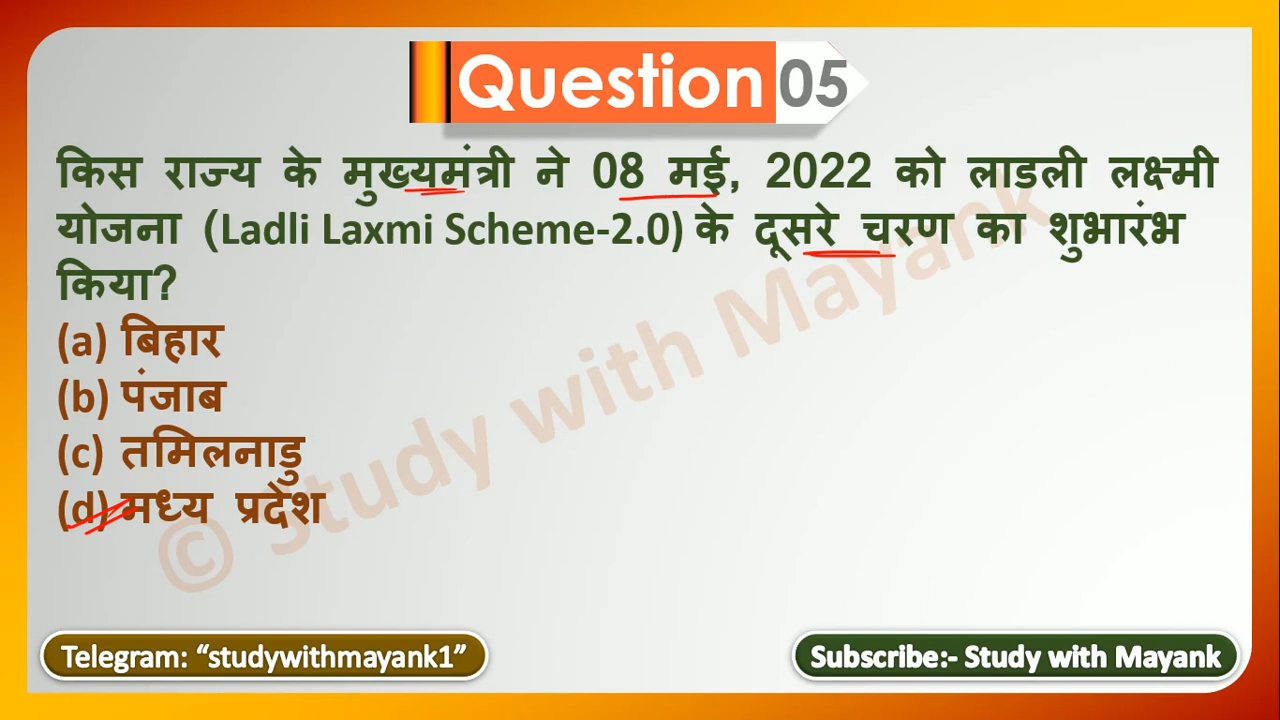 Question 05
किस राज्य के मुख्यमंत्री ने 08 मई, 2022 को लाडली लक्ष्मी
योजना (Ladli Laxmi Scheme-2.0) के दूसरे चरण का शुभारंभ
किया?
(a) बिहार
(b) पंजाब
(c) तमिलनाडु
(d) मध्य प्रदेश
© Study with Mayank
Telegram: “studywithmayank1”
Subscribe:- Study with Mayank